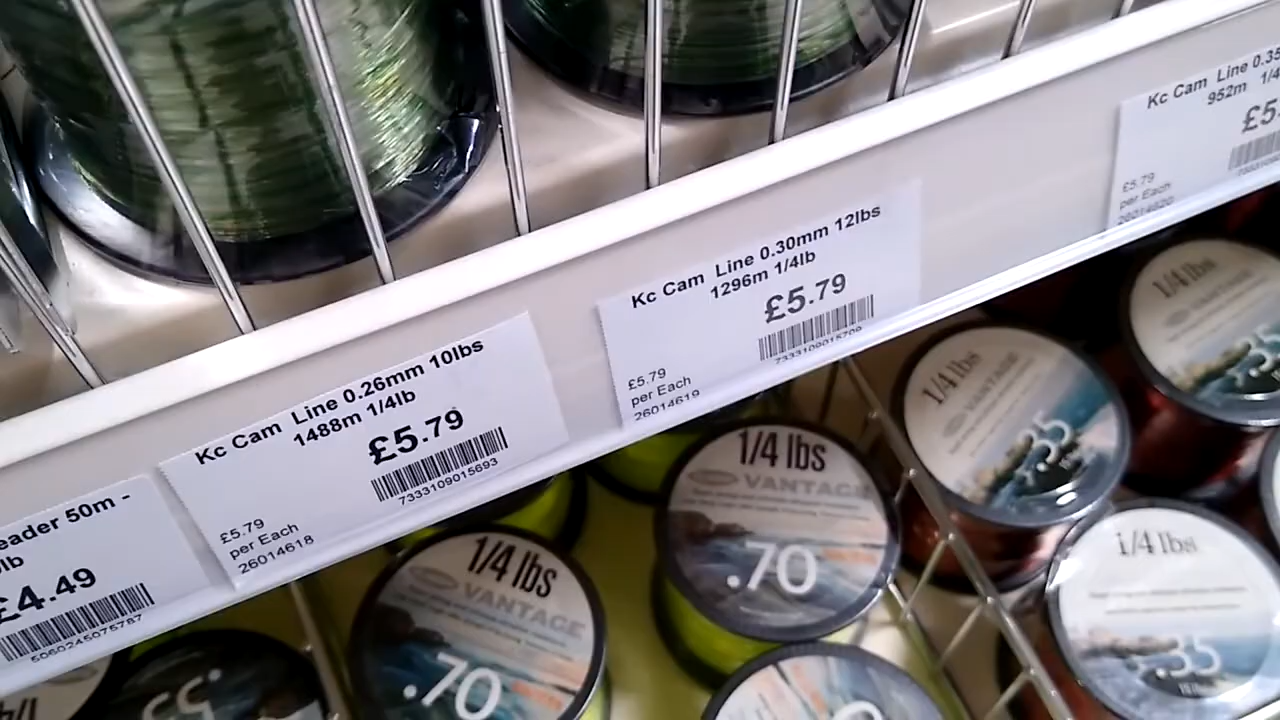 eader 50m -
lb
£4.49
5060245075787
Kc Cam Line 0.26mm 10lbs
1488m 1/4lb
£5.79
7333109015693
£5.79
per Each
26014618
Kc Cam Line 0.30mm 12lbs
1296m 1/4lb
£5.79
7333109015709
£5.79
per Each
26014619
Kc Cam Line 0.35
952m 1/4
£5.
£5.79
per Each
26014620
1/4 lbs
VANTAGE
.70
1/4 lbs
VANTAGE
.70
1/4 lbs
VANTAGE
.35
1/4 lbs
.35
1/4 lbs
.35